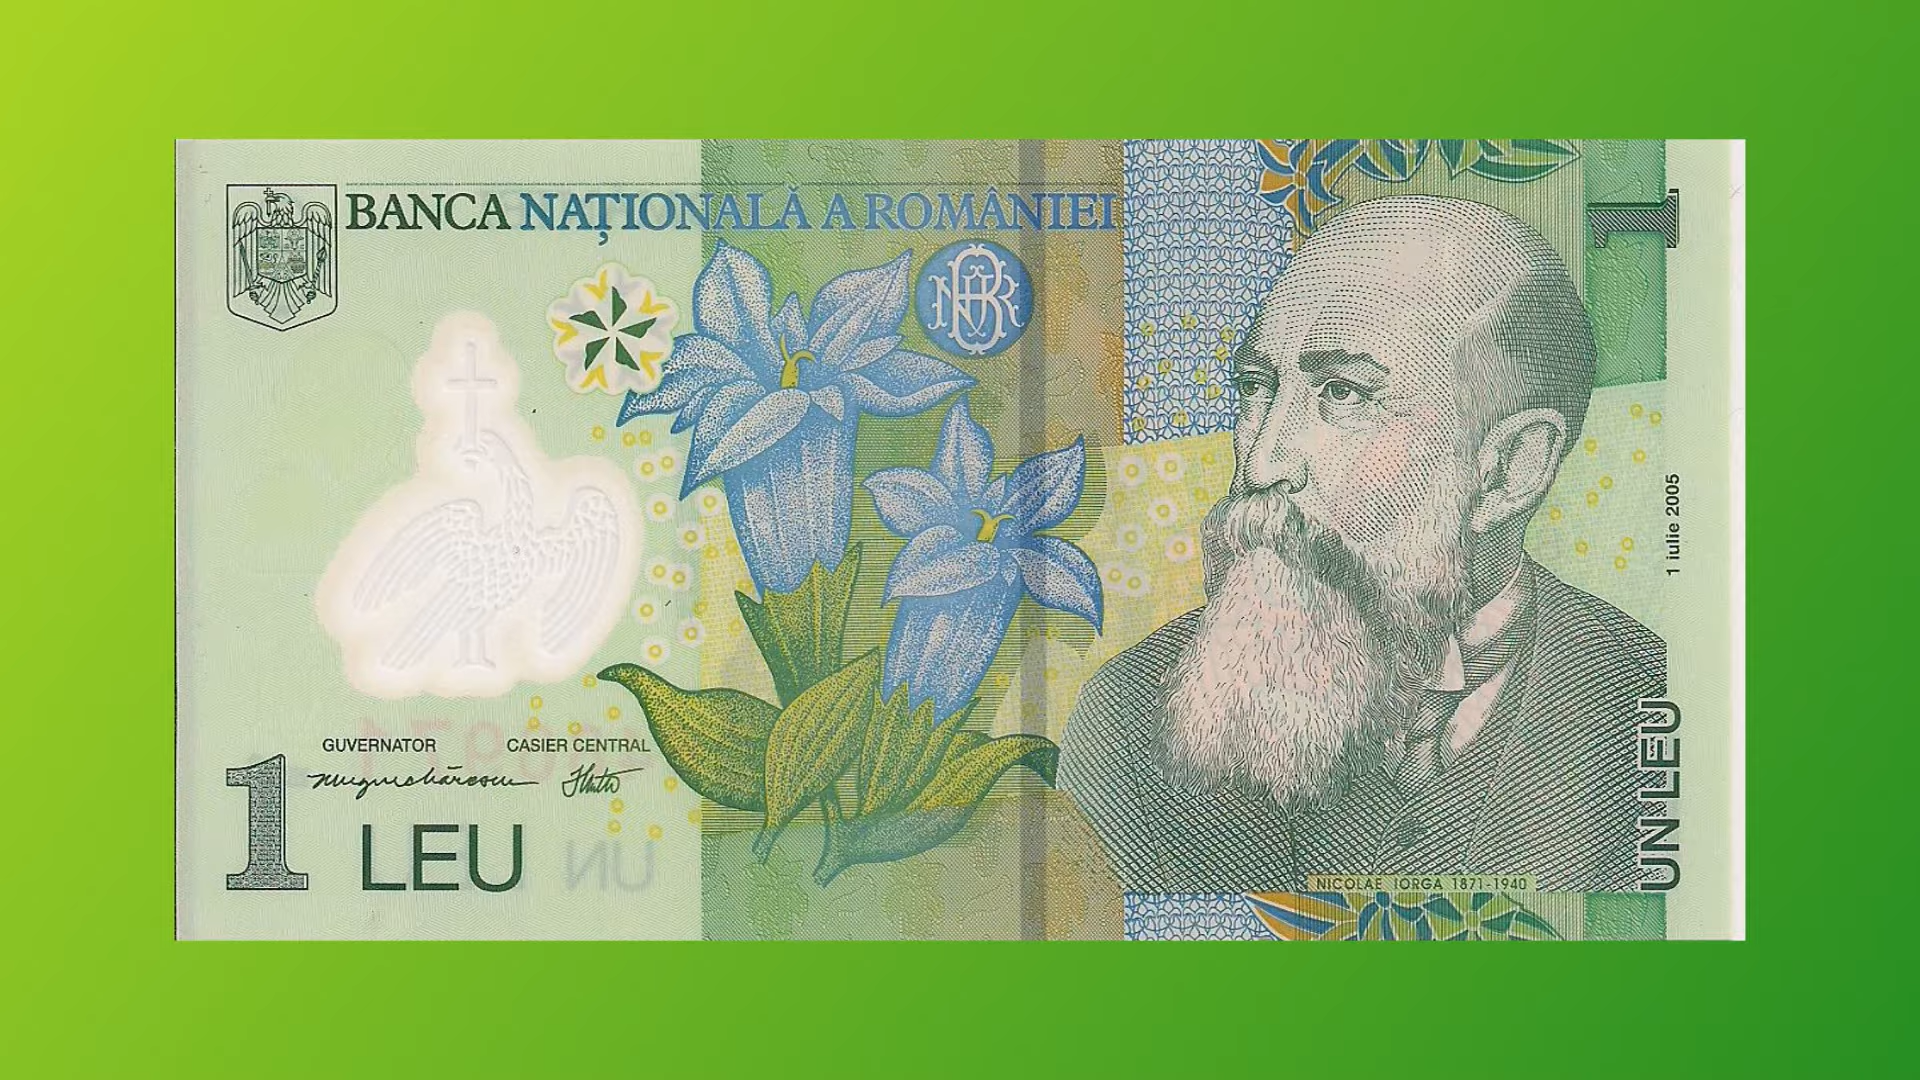 BANCA NAȚIONALĂ A ROMÂNIEI
BNR
1
1 iulie 2005
GUVERNATOR
CASIER CENTRAL
1 LEU
UN LEU
NICOLAE IORGA 1871-1940